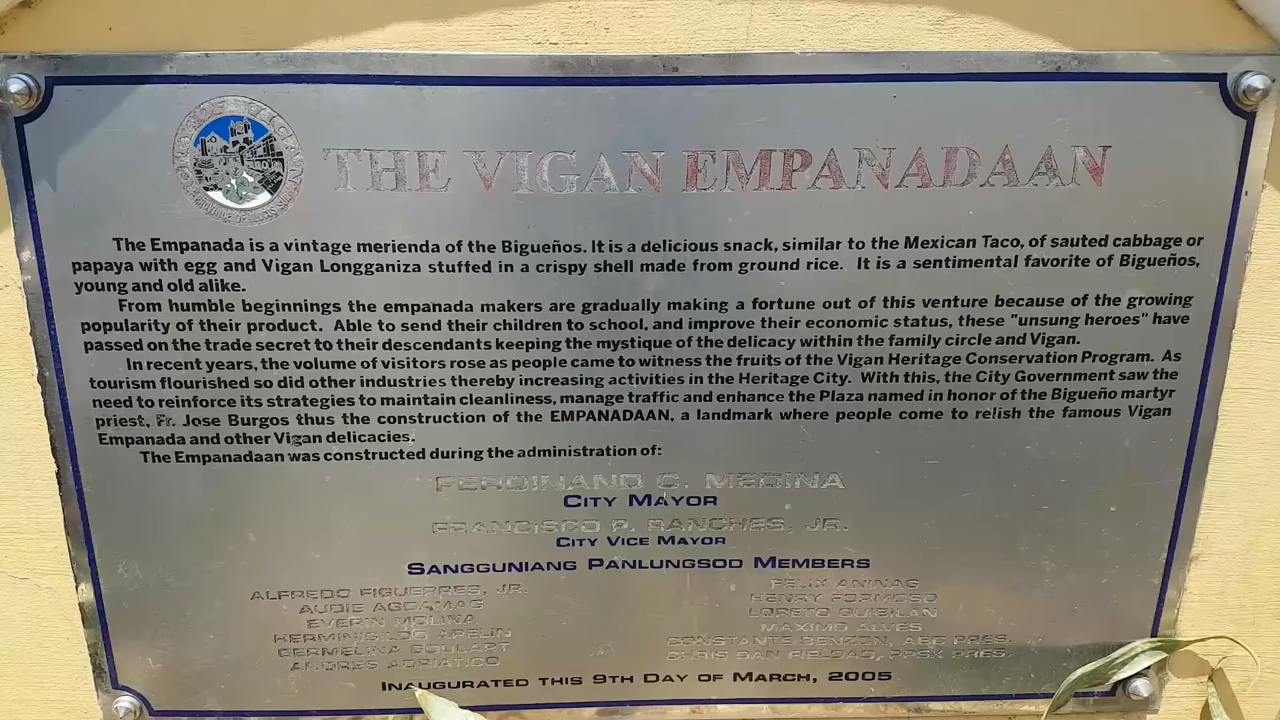 THE VIGAN EMPANADAAN
The Empanada is a vintage merienda of the Bigueños. It is a delicious snack, similar to the Mexican Taco, of sauted cabbage or
papaya with egg and Vigan Longganiza stuffed in a crispy shell made from ground rice. It is a sentimental favorite of Bigueños,
young and old alike.
From humble beginnings the empanada makers are gradually making a fortune out of this venture because of the growing
popularity of their product. Able to send their children to school, and improve their economic status, these "unsung heroes" have
passed on the trade secret to their descendants keeping the mystique of the delicacy within the family circle and Vigan.
In recent years, the volume of visitors rose as people came to witness the fruits of the Vigan Heritage Conservation Program. As
tourism flourished so did other industries thereby increasing activities in the Heritage City. With this, the City Government saw the
need to reinforce its strategies to maintain cleanliness, manage traffic and enhance the Plaza named in honor of the Bigueño martyr
priest, Fr. Jose Burgos thus the construction of the EMPANADAAN, a landmark where people come to relish the famous Vigan
Empanada and other Vigan delicacies.
The Empanadaan was constructed during the administration of:
FERDINAND C. MEDINA
CITY MAYOR
FRANCISCO R. RANCHES, JR.
CITY VICE MAYOR
SANGGUNIANG PANLUNGSOD MEMBERS
ALFREDO FIGUERRES, JR.
AUDIE AGDAMAG
EVERIN MOLINA
HERMINIGILDO APELIN
GERMELINA GOULART
ANDRES ADRIATICO
FELIX ANINAG
HENRY FORMOSO
LORETO QUIBILAN
MAXIMO ALVES
CONSTANTE BENZON, ABC PRES.
CHRIS DAN PPSK PRES.
INAUGURATED THIS 9TH DAY OF MARCH, 2005